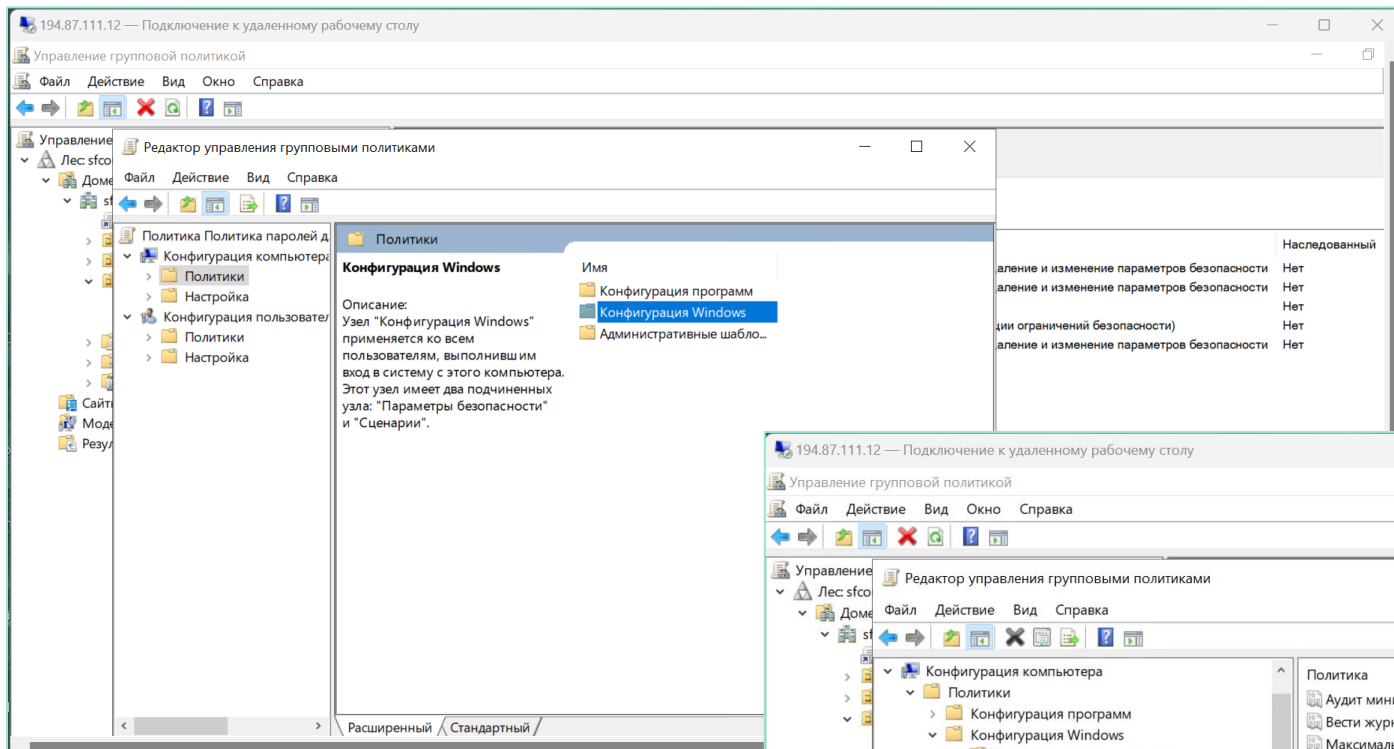 194.87.111.12 — Подключение к удаленному рабочему столу
Управление групповой политикой
Файл Действие Вид Окно Справка
Управление
Лес: sfco
Доме
sf
Сайты
Моде
Резул
Редактор управления групповыми политиками
Файл Действие Вид Справка
Политика Политика паролей д
Конфигурация компьютера
Политики
Настройка
Конфигурация пользовател
Политики
Настройка
Политики
Конфигурация Windows
Описание:
Узел "Конфигурация Windows"
применяется ко всем
пользователям, выполнившим
вход в систему с этого компьютера.
Этот узел имеет два подчиненных
узла: "Параметры безопасности"
и "Сценарии".
Имя
Конфигурация программ
Конфигурация Windows
Административные шабло...
Расширенный Стандартный
Наследованный
аление и изменение параметров безопасности Нет
аление и изменение параметров безопасности Нет
Нет
ции ограничений безопасности) Нет
аление и изменение параметров безопасности Нет
194.87.111.12 — Подключение к удаленному рабочему столу
Управление групповой политикой
Файл Действие Вид Окно Справка
Управление
Лес: sfco
Доме
sf
Редактор управления групповыми политиками
Файл Действие Вид Справка
Конфигурация компьютера
Политики
Конфигурация программ
Конфигурация Windows
Политика
Аудит мини
Вести журн
Максималь